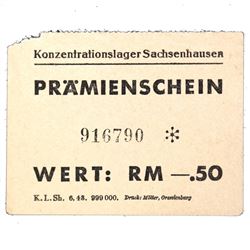 Konzentrationslager Sachsenhausen
PRÄMIENSCHEIN
916790 *
WERT: RM —.50
K. L. Sh. 6. 43. 999 000. Druck: Möller, Oranienburg